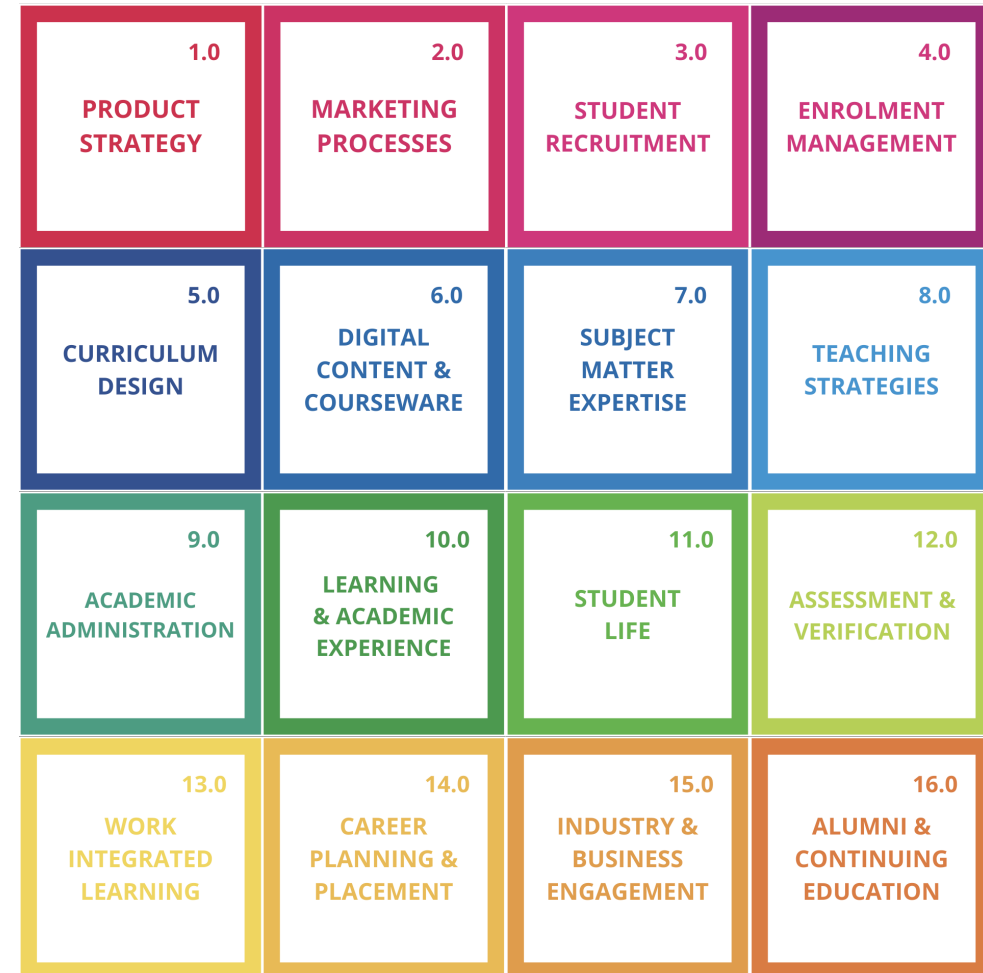 1.0
PRODUCT
STRATEGY
2.0
MARKETING
PROCESSES
3.0
STUDENT
RECRUITMENT
4.0
ENROLMENT
MANAGEMENT
5.0
CURRICULUM
DESIGN
6.0
DIGITAL
CONTENT &
COURSEWARE
7.0
SUBJECT
MATTER
EXPERTISE
8.0
TEACHING
STRATEGIES
9.0
ACADEMIC
ADMINISTRATION
10.0
LEARNING
& ACADEMIC
EXPERIENCE
11.0
STUDENT
LIFE
12.0
ASSESSMENT &
VERIFICATION
13.0
WORK
INTEGRATED
LEARNING
14.0
CAREER
PLANNING &
PLACEMENT
15.0
INDUSTRY &
BUSINESS
ENGAGEMENT
16.0
ALUMNI &
CONTINUING
EDUCATION